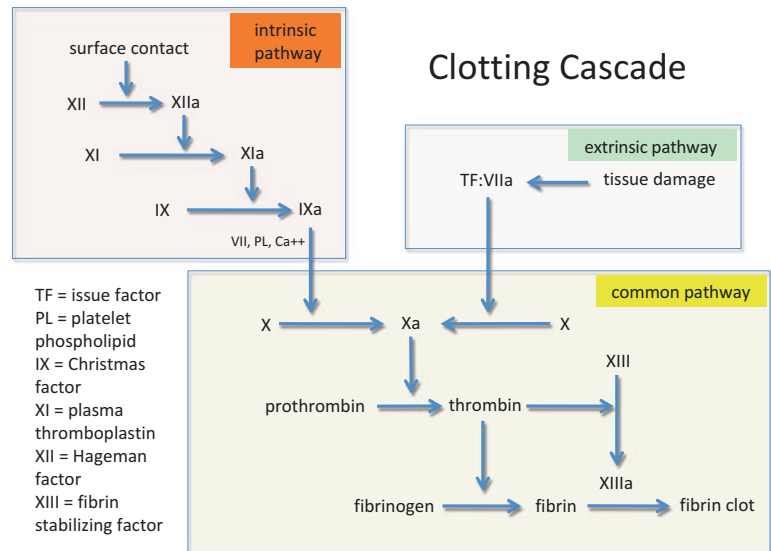 Clotting Cascade
intrinsic
pathway
surface contact
XII
XIIa
XI
XIa
IX
IXa
VII, PL, Ca++
extrinsic pathway
TF:VIIa
tissue damage
common pathway
X
Xa
X
XIII
prothrombin
thrombin
XIIIa
fibrinogen
fibrin
fibrin clot
TF = issue factor
PL = platelet
phospholipid
IX = Christmas
factor
XI = plasma
thromboplastin
XII = Hageman
factor
XIII = fibrin
stabilizing factor